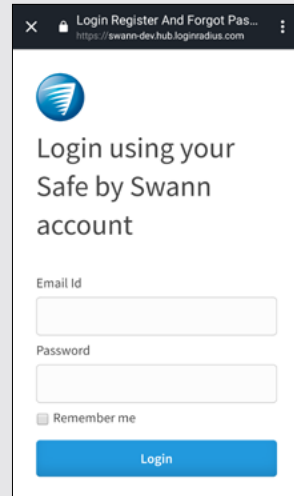 Login Register And Forgot Pas...
https://swann-dev.hub.loginradius.com
Login using your
Safe by Swann
account
Email Id
Password
Remember me
Login